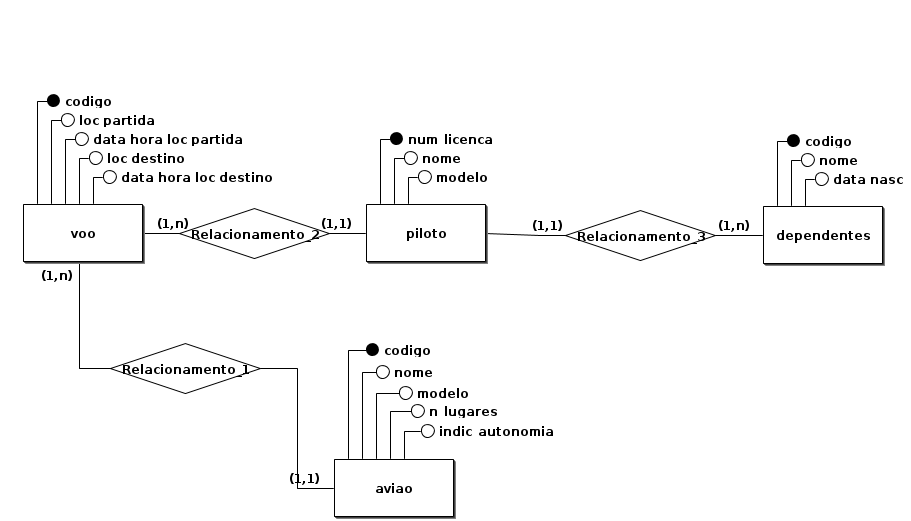 codigo
loc partida
data hora loc partida
loc destino
data hora loc destino
voo
(1,n)
Relacionamento_2
(1,1)
num licenca
nome
modelo
piloto
(1,1)
Relacionamento_3
(1,n)
codigo
nome
data nasc
dependentes
(1,n)
Relacionamento_1
(1,1)
codigo
nome
modelo
n lugares
indic autonomia
aviao